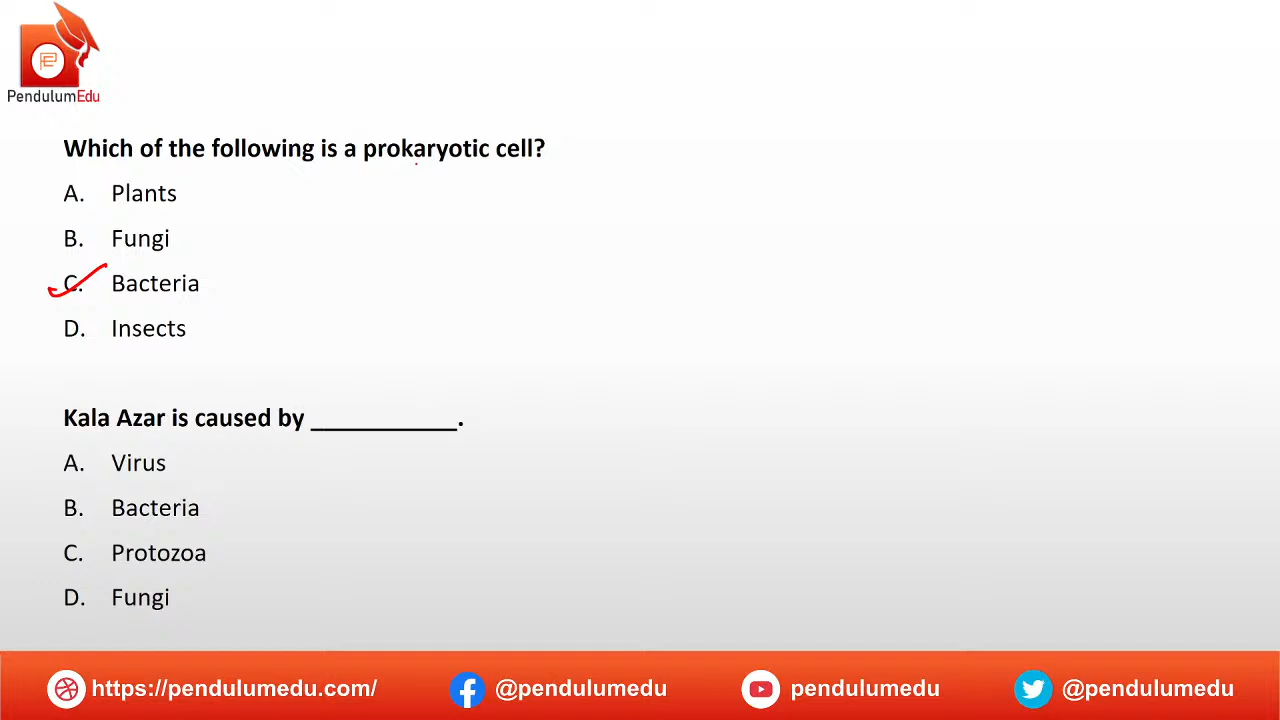 PendulumEdu
Which of the following is a prokaryotic cell?
A. Plants
B. Fungi
C. Bacteria
D. Insects
Kala Azar is caused by ___________.
A. Virus
B. Bacteria
C. Protozoa
D. Fungi
https://pendulumedu.com/ @pendulumedu pendulumedu @pendulumedu